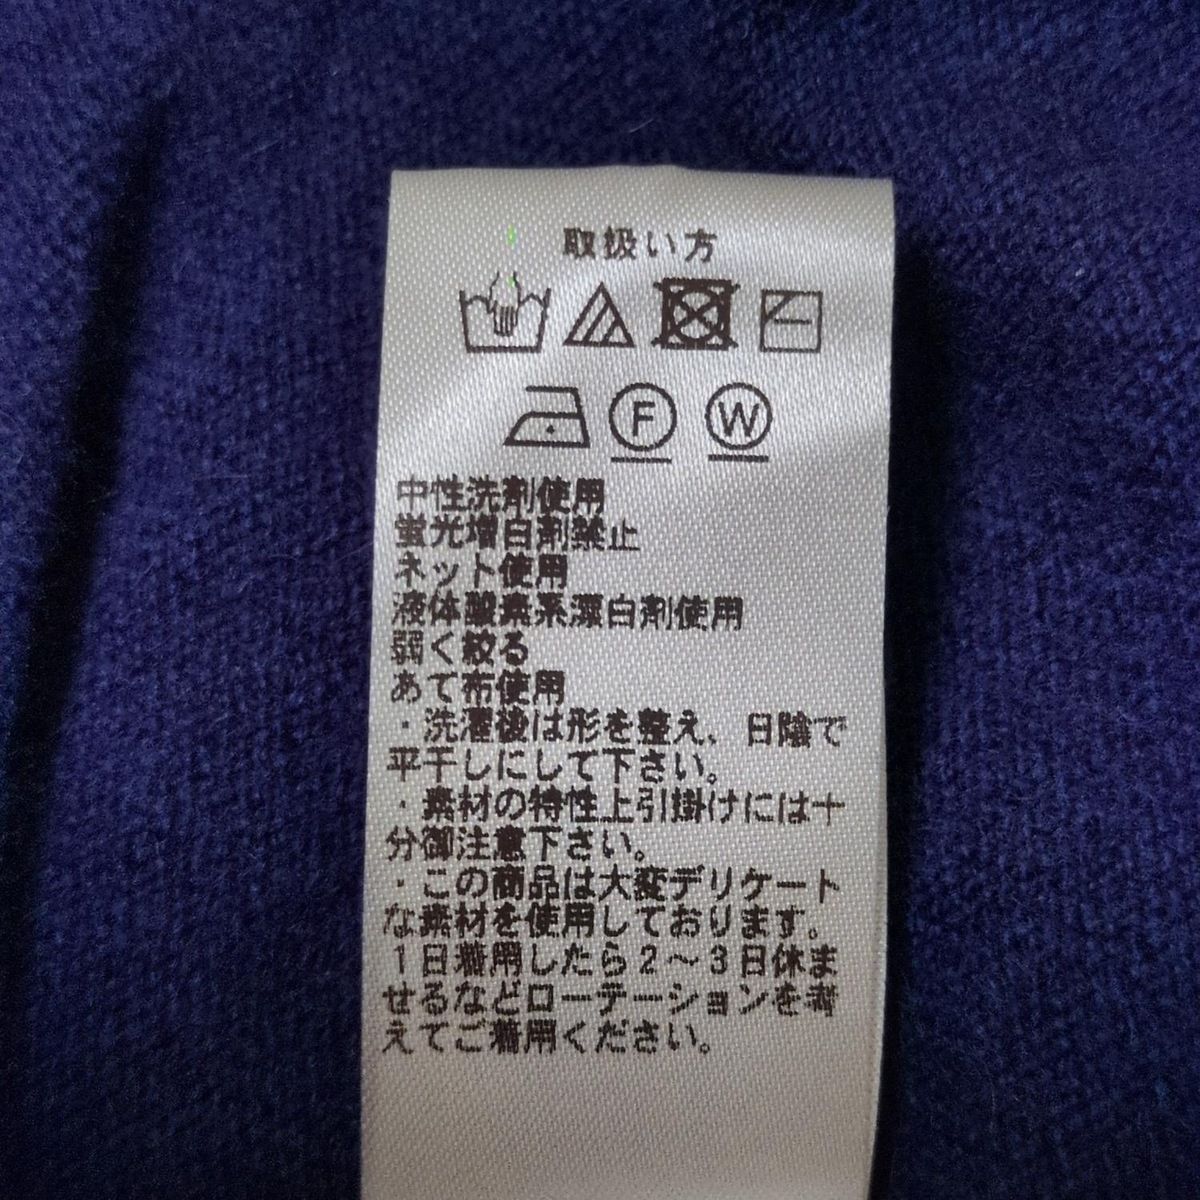 取扱い方
F W
中性洗剤使用
蛍光増白剤禁止
ネット使用
液体酸素系漂白剤使用
弱く絞る
あて布使用
・洗濯後は形を整え、日陰で
平干しにして下さい。
・素材の特性上引掛けには十
分御注意下さい。
・この商品は大変デリケート
な素材を使用しております。
1日着用したら2～3日休ま
せるなどローテーションを考
えてご着用ください。